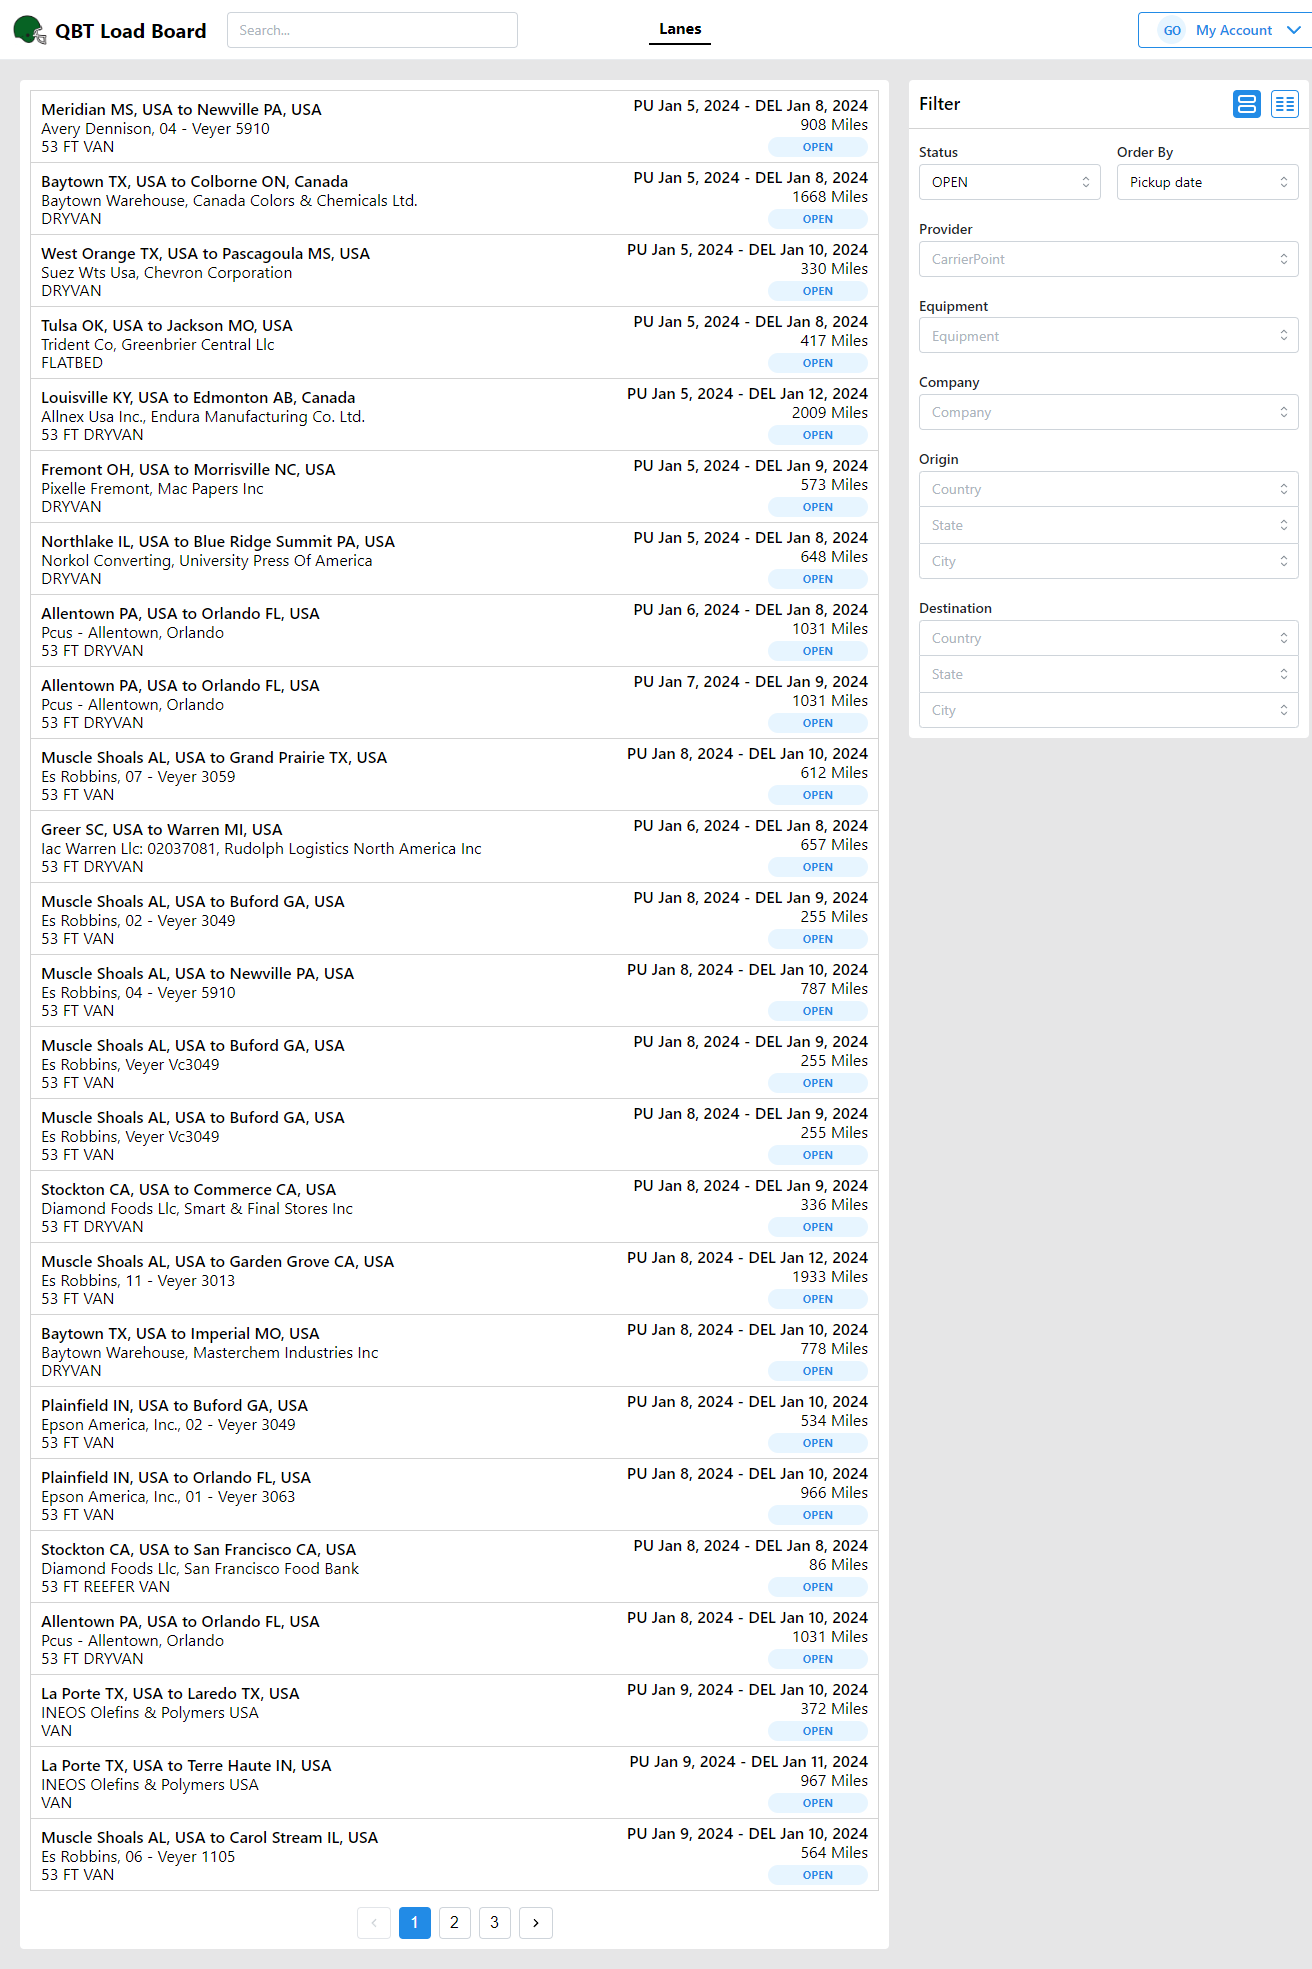 QBT Load Board
Search...
Lanes
GO My Account
Meridian MS, USA to Newville PA, USA
PU Jan 5, 2024 - DEL Jan 8, 2024
Avery Dennison, 04 - Veyer 5910
908 Miles
53 FT VAN
OPEN
Baytown TX, USA to Colborne ON, Canada
PU Jan 5, 2024 - DEL Jan 8, 2024
Baytown Warehouse, Canada Colors & Chemicals Ltd.
1668 Miles
DRYVAN
OPEN
West Orange TX, USA to Pascagoula MS, USA
PU Jan 5, 2024 - DEL Jan 10, 2024
Suez Wts Usa, Chevron Corporation
330 Miles
DRYVAN
OPEN
Tulsa OK, USA to Jackson MO, USA
PU Jan 5, 2024 - DEL Jan 8, 2024
Trident Co, Greenbrier Central Llc
417 Miles
FLATBED
OPEN
Louisville KY, USA to Edmonton AB, Canada
PU Jan 5, 2024 - DEL Jan 12, 2024
Allnex Usa Inc., Endura Manufacturing Co. Ltd.
2009 Miles
53 FT DRYVAN
OPEN
Fremont OH, USA to Morrisville NC, USA
PU Jan 5, 2024 - DEL Jan 9, 2024
Pixelle Fremont, Mac Papers Inc
573 Miles
DRYVAN
OPEN
Northlake IL, USA to Blue Ridge Summit PA, USA
PU Jan 5, 2024 - DEL Jan 8, 2024
Norkol Converting, University Press Of America
648 Miles
DRYVAN
OPEN
Allentown PA, USA to Orlando FL, USA
PU Jan 6, 2024 - DEL Jan 8, 2024
Pcus - Allentown, Orlando
1031 Miles
53 FT DRYVAN
OPEN
Allentown PA, USA to Orlando FL, USA
PU Jan 7, 2024 - DEL Jan 9, 2024
Pcus - Allentown, Orlando
1031 Miles
53 FT DRYVAN
OPEN
Muscle Shoals AL, USA to Grand Prairie TX, USA
PU Jan 8, 2024 - DEL Jan 10, 2024
Es Robbins, 07 - Veyer 3059
612 Miles
53 FT VAN
OPEN
Greer SC, USA to Warren MI, USA
PU Jan 6, 2024 - DEL Jan 8, 2024
Iac Warren Llc: 02037081, Rudolph Logistics North America Inc
657 Miles
53 FT DRYVAN
OPEN
Muscle Shoals AL, USA to Buford GA, USA
PU Jan 8, 2024 - DEL Jan 9, 2024
Es Robbins, 02 - Veyer 3049
255 Miles
53 FT VAN
OPEN
Muscle Shoals AL, USA to Newville PA, USA
PU Jan 8, 2024 - DEL Jan 10, 2024
Es Robbins, 04 - Veyer 5910
787 Miles
53 FT VAN
OPEN
Muscle Shoals AL, USA to Buford GA, USA
PU Jan 8, 2024 - DEL Jan 9, 2024
Es Robbins, Veyer Vc3049
255 Miles
53 FT VAN
OPEN
Muscle Shoals AL, USA to Buford GA, USA
PU Jan 8, 2024 - DEL Jan 9, 2024
Es Robbins, Veyer Vc3049
255 Miles
53 FT VAN
OPEN
Stockton CA, USA to Commerce CA, USA
PU Jan 8, 2024 - DEL Jan 9, 2024
Diamond Foods Llc, Smart & Final Stores Inc
336 Miles
53 FT DRYVAN
OPEN
Muscle Shoals AL, USA to Garden Grove CA, USA
PU Jan 8, 2024 - DEL Jan 12, 2024
Es Robbins, 11 - Veyer 3013
1933 Miles
53 FT VAN
OPEN
Baytown TX, USA to Imperial MO, USA
PU Jan 8, 2024 - DEL Jan 10, 2024
Baytown Warehouse, Masterchem Industries Inc
778 Miles
DRYVAN
OPEN
Plainfield IN, USA to Buford GA, USA
PU Jan 8, 2024 - DEL Jan 10, 2024
Epson America, Inc., 02 - Veyer 3049
534 Miles
53 FT VAN
OPEN
Plainfield IN, USA to Orlando FL, USA
PU Jan 8, 2024 - DEL Jan 10, 2024
Epson America, Inc., 01 - Veyer 3063
966 Miles
53 FT VAN
OPEN
Stockton CA, USA to San Francisco CA, USA
PU Jan 8, 2024 - DEL Jan 8, 2024
Diamond Foods Llc, San Francisco Food Bank
86 Miles
53 FT REEFER VAN
OPEN
Allentown PA, USA to Orlando FL, USA
PU Jan 8, 2024 - DEL Jan 10, 2024
Pcus - Allentown, Orlando
1031 Miles
53 FT DRYVAN
OPEN
La Porte TX, USA to Laredo TX, USA
PU Jan 9, 2024 - DEL Jan 10, 2024
INEOS Olefins & Polymers USA
372 Miles
VAN
OPEN
La Porte TX, USA to Terre Haute IN, USA
PU Jan 9, 2024 - DEL Jan 11, 2024
INEOS Olefins & Polymers USA
967 Miles
VAN
OPEN
Muscle Shoals AL, USA to Carol Stream IL, USA
PU Jan 9, 2024 - DEL Jan 10, 2024
Es Robbins, 06 - Veyer 1105
564 Miles
53 FT VAN
OPEN
1 2 3
Filter
Status
OPEN
Order By
Pickup date
Provider
CarrierPoint
Equipment
Equipment
Company
Company
Origin
Country
State
City
Destination
Country
State
City